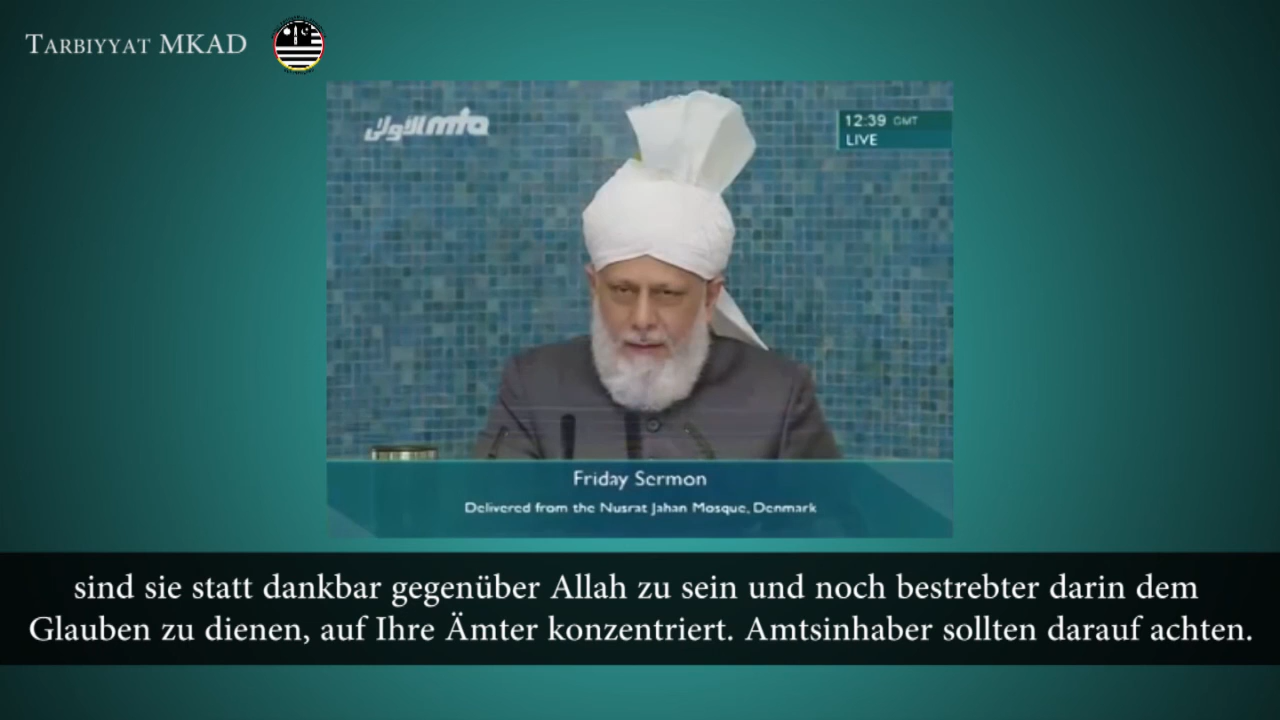 Tarbiyyat MKAD
mta الأولى
12:39 GMT
LIVE
Friday Sermon
Delivered from the Nusrat Jahan Mosque, Denmark
sind sie statt dankbar gegenüber Allah zu sein und noch bestrebter darin dem
Glauben zu dienen, auf Ihre Ämter konzentriert. Amtsinhaber sollten darauf achten.